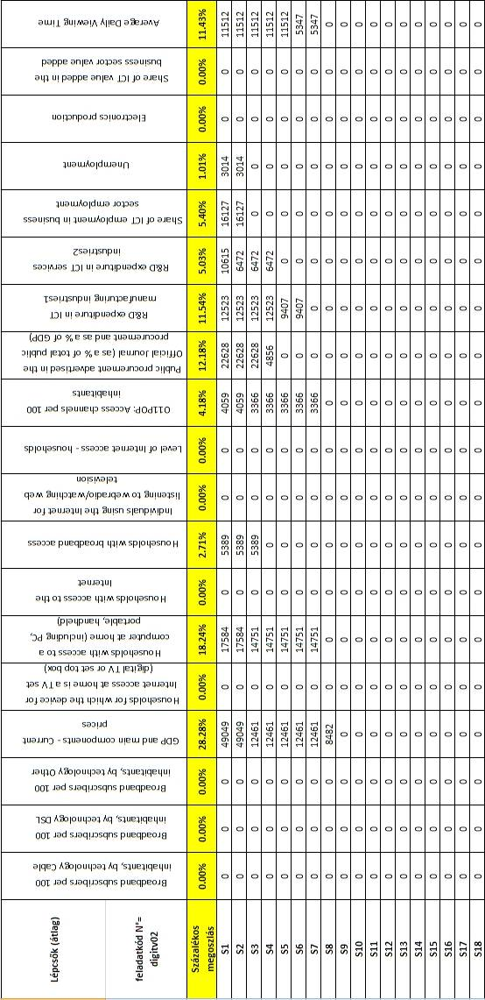 Lépcsők (átlag)
feladatkód N°=
digitv02
Broadband subscribers per 100
inhabitants, by technology Cable
Broadband subscribers per 100
inhabitants, by technology DSL
Broadband subscribers per 100
inhabitants, by technology Other
GDP and main components - Current
prices
Households for which the device for
Internet access at home is a TV set
(digital TV or set top box)
Households with access to a
computer at home (including PC,
portable, handheld)
Households with access to the
Internet
Households with broadband access
Individuals using the Internet for
listening to webradio/watching web
television
Level of Internet access - households
O11P0P: Access channels per 100
inhabitants
Public procurement advertised in the
Official Journal (as a % of total public
procurement and as a % of GDP)
R&D expenditure in ICT
manufacturing industries1
R&D expenditure in ICT services
industries2
Share of ICT employment in business
sector employment
Unemployment
Electronics production
Share of ICT value added in the
business sector value added
Average Daily Viewing Time
Százalékos
megoszlás
0.00% 0.00% 0.00% 28.28% 0.00% 18.24% 0.00% 2.71% 0.00% 0.00% 4.18% 12.18% 11.54% 5.03% 5.40% 1.01% 0.00% 0.00% 11.43%
S1 0 0 0 49049 0 17584 0 5389 0 0 4059 22628 12523 10615 16127 3014 0 0 11512
S2 0 0 0 49049 0 17584 0 5389 0 0 4059 22628 12523 6472 16127 3014 0 0 11512
S3 0 0 0 12461 0 14751 0 5389 0 0 3366 22628 12523 6472 0 0 0 0 11512
S4 0 0 0 12461 0 14751 0 0 0 0 3366 4856 12523 6472 0 0 0 0 11512
S5 0 0 0 12461 0 14751 0 0 0 0 3366 0 9407 0 0 0 0 0 11512
S6 0 0 0 12461 0 14751 0 0 0 0 3366 0 9407 0 0 0 0 0 5347
S7 0 0 0 12461 0 14751 0 0 0 0 3366 0 0 0 0 0 0 0 5347
S8 0 0 0 8482 0 0 0 0 0 0 0 0 0 0 0 0 0 0 0
S9 0 0 0 0 0 0 0 0 0 0 0 0 0 0 0 0 0 0 0
S10 0 0 0 0 0 0 0 0 0 0 0 0 0 0 0 0 0 0 0
S11 0 0 0 0 0 0 0 0 0 0 0 0 0 0 0 0 0 0 0
S12 0 0 0 0 0 0 0 0 0 0 0 0 0 0 0 0 0 0 0
S13 0 0 0 0 0 0 0 0 0 0 0 0 0 0 0 0 0 0 0
S14 0 0 0 0 0 0 0 0 0 0 0 0 0 0 0 0 0 0 0
S15 0 0 0 0 0 0 0 0 0 0 0 0 0 0 0 0 0 0 0
S16 0 0 0 0 0 0 0 0 0 0 0 0 0 0 0 0 0 0 0
S17 0 0 0 0 0 0 0 0 0 0 0 0 0 0 0 0 0 0 0
S18 0 0 0 0 0 0 0 0 0 0 0 0 0 0 0 0 0 0 0